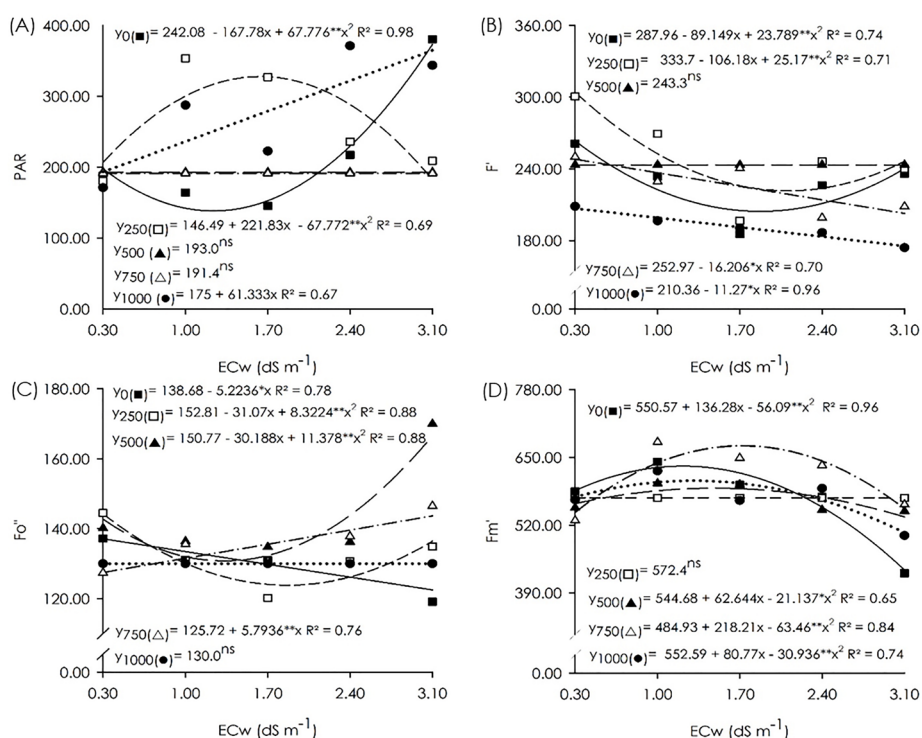 (A)
400.00
300.00
200.00
100.00
0.00
PAR
y0(■)= 242.08 - 167.78x + 67.776**x² R² = 0.98
y250(□)= 146.49 + 221.83x - 67.772**x² R² = 0.69
y500 (▲)= 193.0ns
y750 (△)= 191.4ns
y1000 (●)= 175 + 61.333x R² = 0.67
0.30 1.00 1.70 2.40 3.10
ECw (dS m⁻¹)
(B)
360.00
300.00
240.00
180.00
0.00
F'
y0(■)= 287.96 - 89.149x + 23.789**x² R² = 0.74
y250(□)= 333.7 - 106.18x + 25.17**x² R² = 0.71
y500(▲)= 243.3ns
y750(△)= 252.97 - 16.206*x R² = 0.70
y1000(●)= 210.36 - 11.27*x R² = 0.96
0.30 1.00 1.70 2.40 3.10
ECw (dS m⁻¹)
(C)
180.00
160.00
140.00
120.00
0.00
Fo"
y0(■)= 138.68 - 5.2236*x R² = 0.78
y250(□)= 152.81 - 31.07x + 8.3224**x² R² = 0.88
y500(▲)= 150.77 - 30.188x + 11.378**x² R² = 0.88
y750(△)= 125.72 + 5.7936**x R² = 0.76
y1000(●)= 130.0ns
0.30 1.00 1.70 2.40 3.10
ECw (dS m⁻¹)
(D)
780.00
650.00
520.00
390.00
0.00
Fm'
y0(■)= 550.57 + 136.28x - 56.09**x² R² = 0.96
y250(□)= 572.4ns
y500(▲)= 544.68 + 62.644x - 21.137*x² R² = 0.65
y750(△)= 484.93 + 218.21x - 63.46**x² R² = 0.84
y1000(●)= 552.59 + 80.77x - 30.936**x² R² = 0.74
0.30 1.00 1.70 2.40 3.10
ECw (dS m⁻¹)